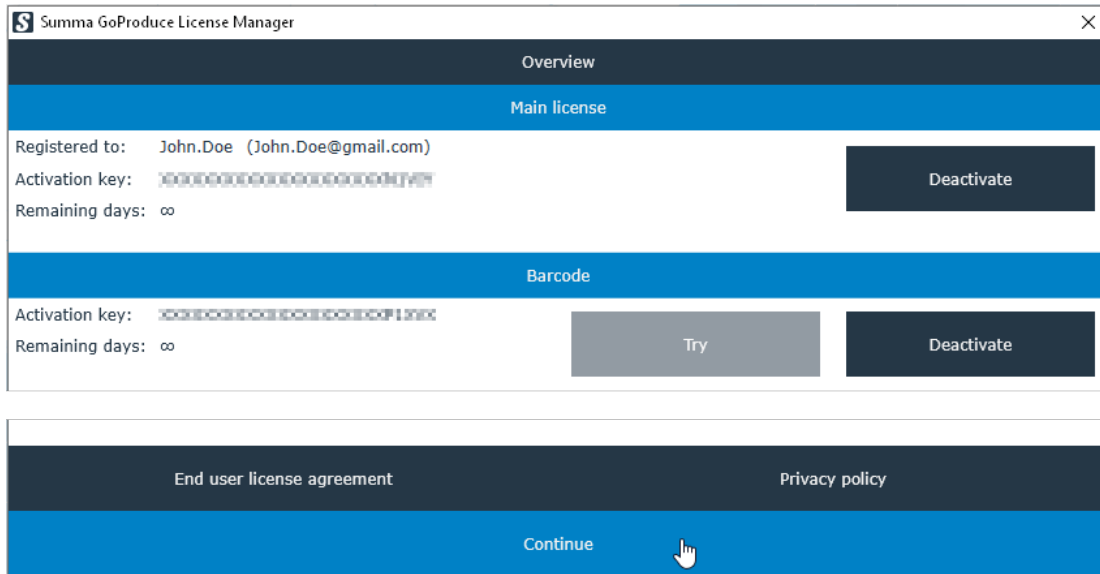 Summa GoProduce License Manager
Overview
Main license
Registered to: John.Doe (John.Doe@gmail.com)
Activation key:
Deactivate
Remaining days: ∞
Barcode
Activation key:
Remaining days: ∞
Try
Deactivate
End user license agreement
Privacy policy
Continue